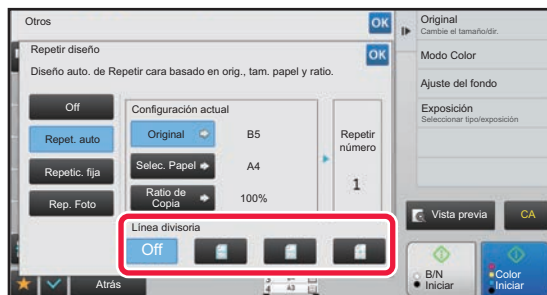 Otros
OK
Repetir diseño
OK
Diseño auto. de Repetir cara basado en orig., tam. papel y ratio.
Off
Repet. auto
Repetic. fija
Rep. Foto
Configuración actual
Original
B5
Selec. Papel
A4
Ratio de
Copia
100%
Repetir
número
1
Línea divisoria
Off
Atrás
4 A3
Original
Cambie el tamaño/dir.
Modo Color
Ajuste del fondo
Exposición
Seleccionar tipo/exposición
Vista previa
CA
B/N
Iniciar
Color
Iniciar